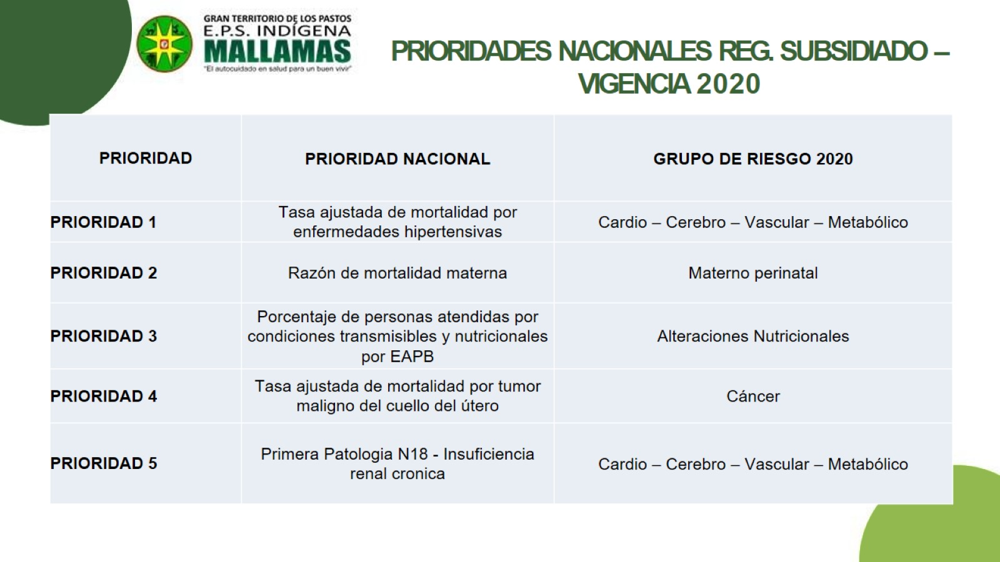 GRAN TERRITORIO DE LOS PASTOS
E.P.S. INDÍGENA
MALLAMAS
"El autocuidado en salud para un buen vivir"
PRIORIDADES NACIONALES REG. SUBSIDIADO –
VIGENCIA 2020
PRIORIDAD
PRIORIDAD NACIONAL
GRUPO DE RIESGO 2020
PRIORIDAD 1
Tasa ajustada de mortalidad por
enfermedades hipertensivas
Cardio – Cerebro – Vascular – Metabólico
PRIORIDAD 2
Razón de mortalidad materna
Materno perinatal
PRIORIDAD 3
Porcentaje de personas atendidas por
condiciones transmisibles y nutricionales
por EAPB
Alteraciones Nutricionales
PRIORIDAD 4
Tasa ajustada de mortalidad por tumor
maligno del cuello del útero
Cáncer
PRIORIDAD 5
Primera Patologia N18 - Insuficiencia
renal cronica
Cardio – Cerebro – Vascular – Metabólico